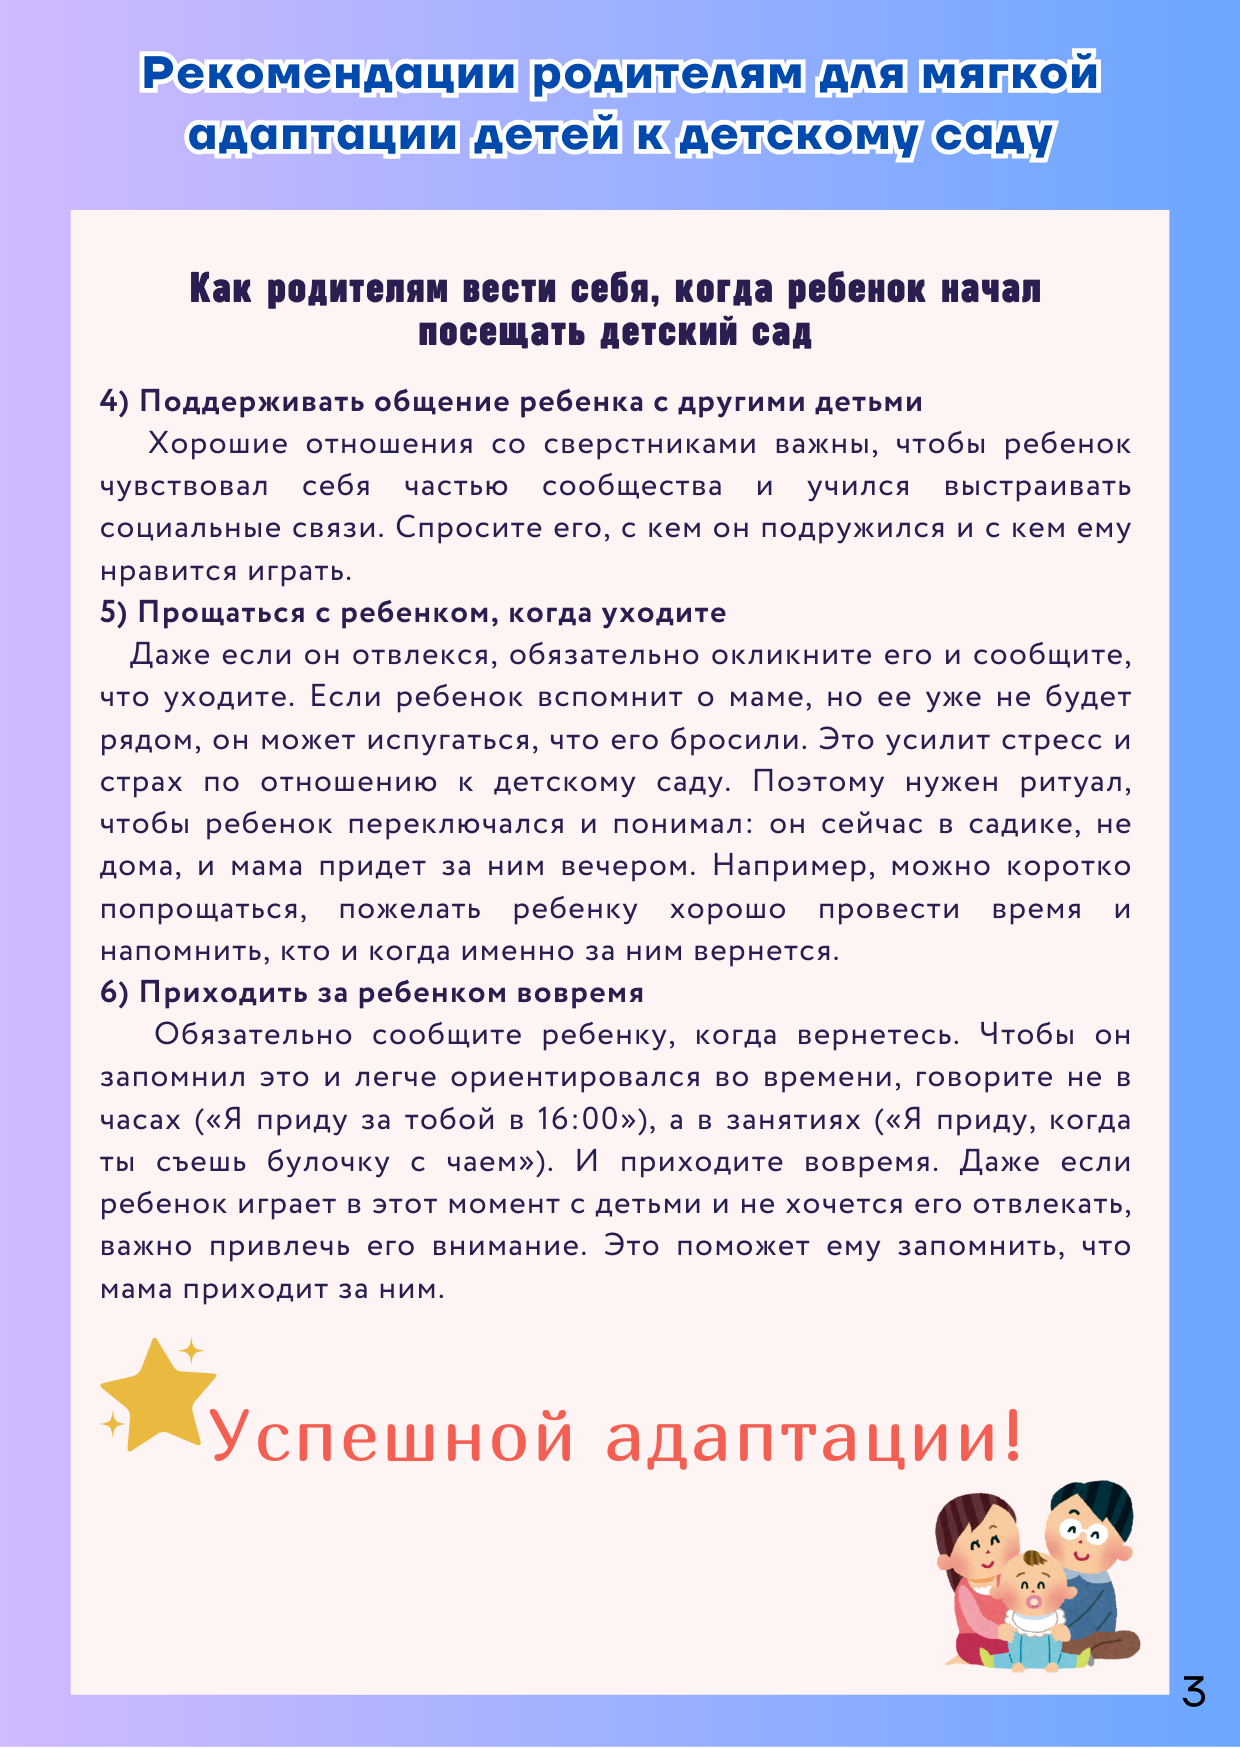 Рекомендации родителям для мягкой
адаптации детей к детскому саду
Как родителям вести себя, когда ребенок начал
посещать детский сад
4) Поддерживать общение ребенка с другими детьми
Хорошие отношения со сверстниками важны, чтобы ребенок
чувствовал себя частью сообщества и учился выстраивать
социальные связи. Спросите его, с кем он подружился и с кем ему
нравится играть.
5) Прощаться с ребенком, когда уходите
Даже если он отвлекся, обязательно окликните его и сообщите,
что уходите. Если ребенок вспомнит о маме, но ее уже не будет
рядом, он может испугаться, что его бросили. Это усилит стресс и
страх по отношению к детскому саду. Поэтому нужен ритуал,
чтобы ребенок переключался и понимал: он сейчас в садике, не
дома, и мама придет за ним вечером. Например, можно коротко
попрощаться, пожелать ребенку хорошо провести время и
напомнить, кто и когда именно за ним вернется.
6) Приходить за ребенком вовремя
Обязательно сообщите ребенку, когда вернетесь. Чтобы он
запомнил это и легче ориентировался во времени, говорите не в
часах («Я приду за тобой в 16:00»), а в занятиях («Я приду, когда
ты съешь булочку с чаем»). И приходите вовремя. Даже если
ребенок играет в этот момент с детьми и не хочется его отвлекать,
важно привлечь его внимание. Это поможет ему запомнить, что
мама приходит за ним.
Успешной адаптации!
3